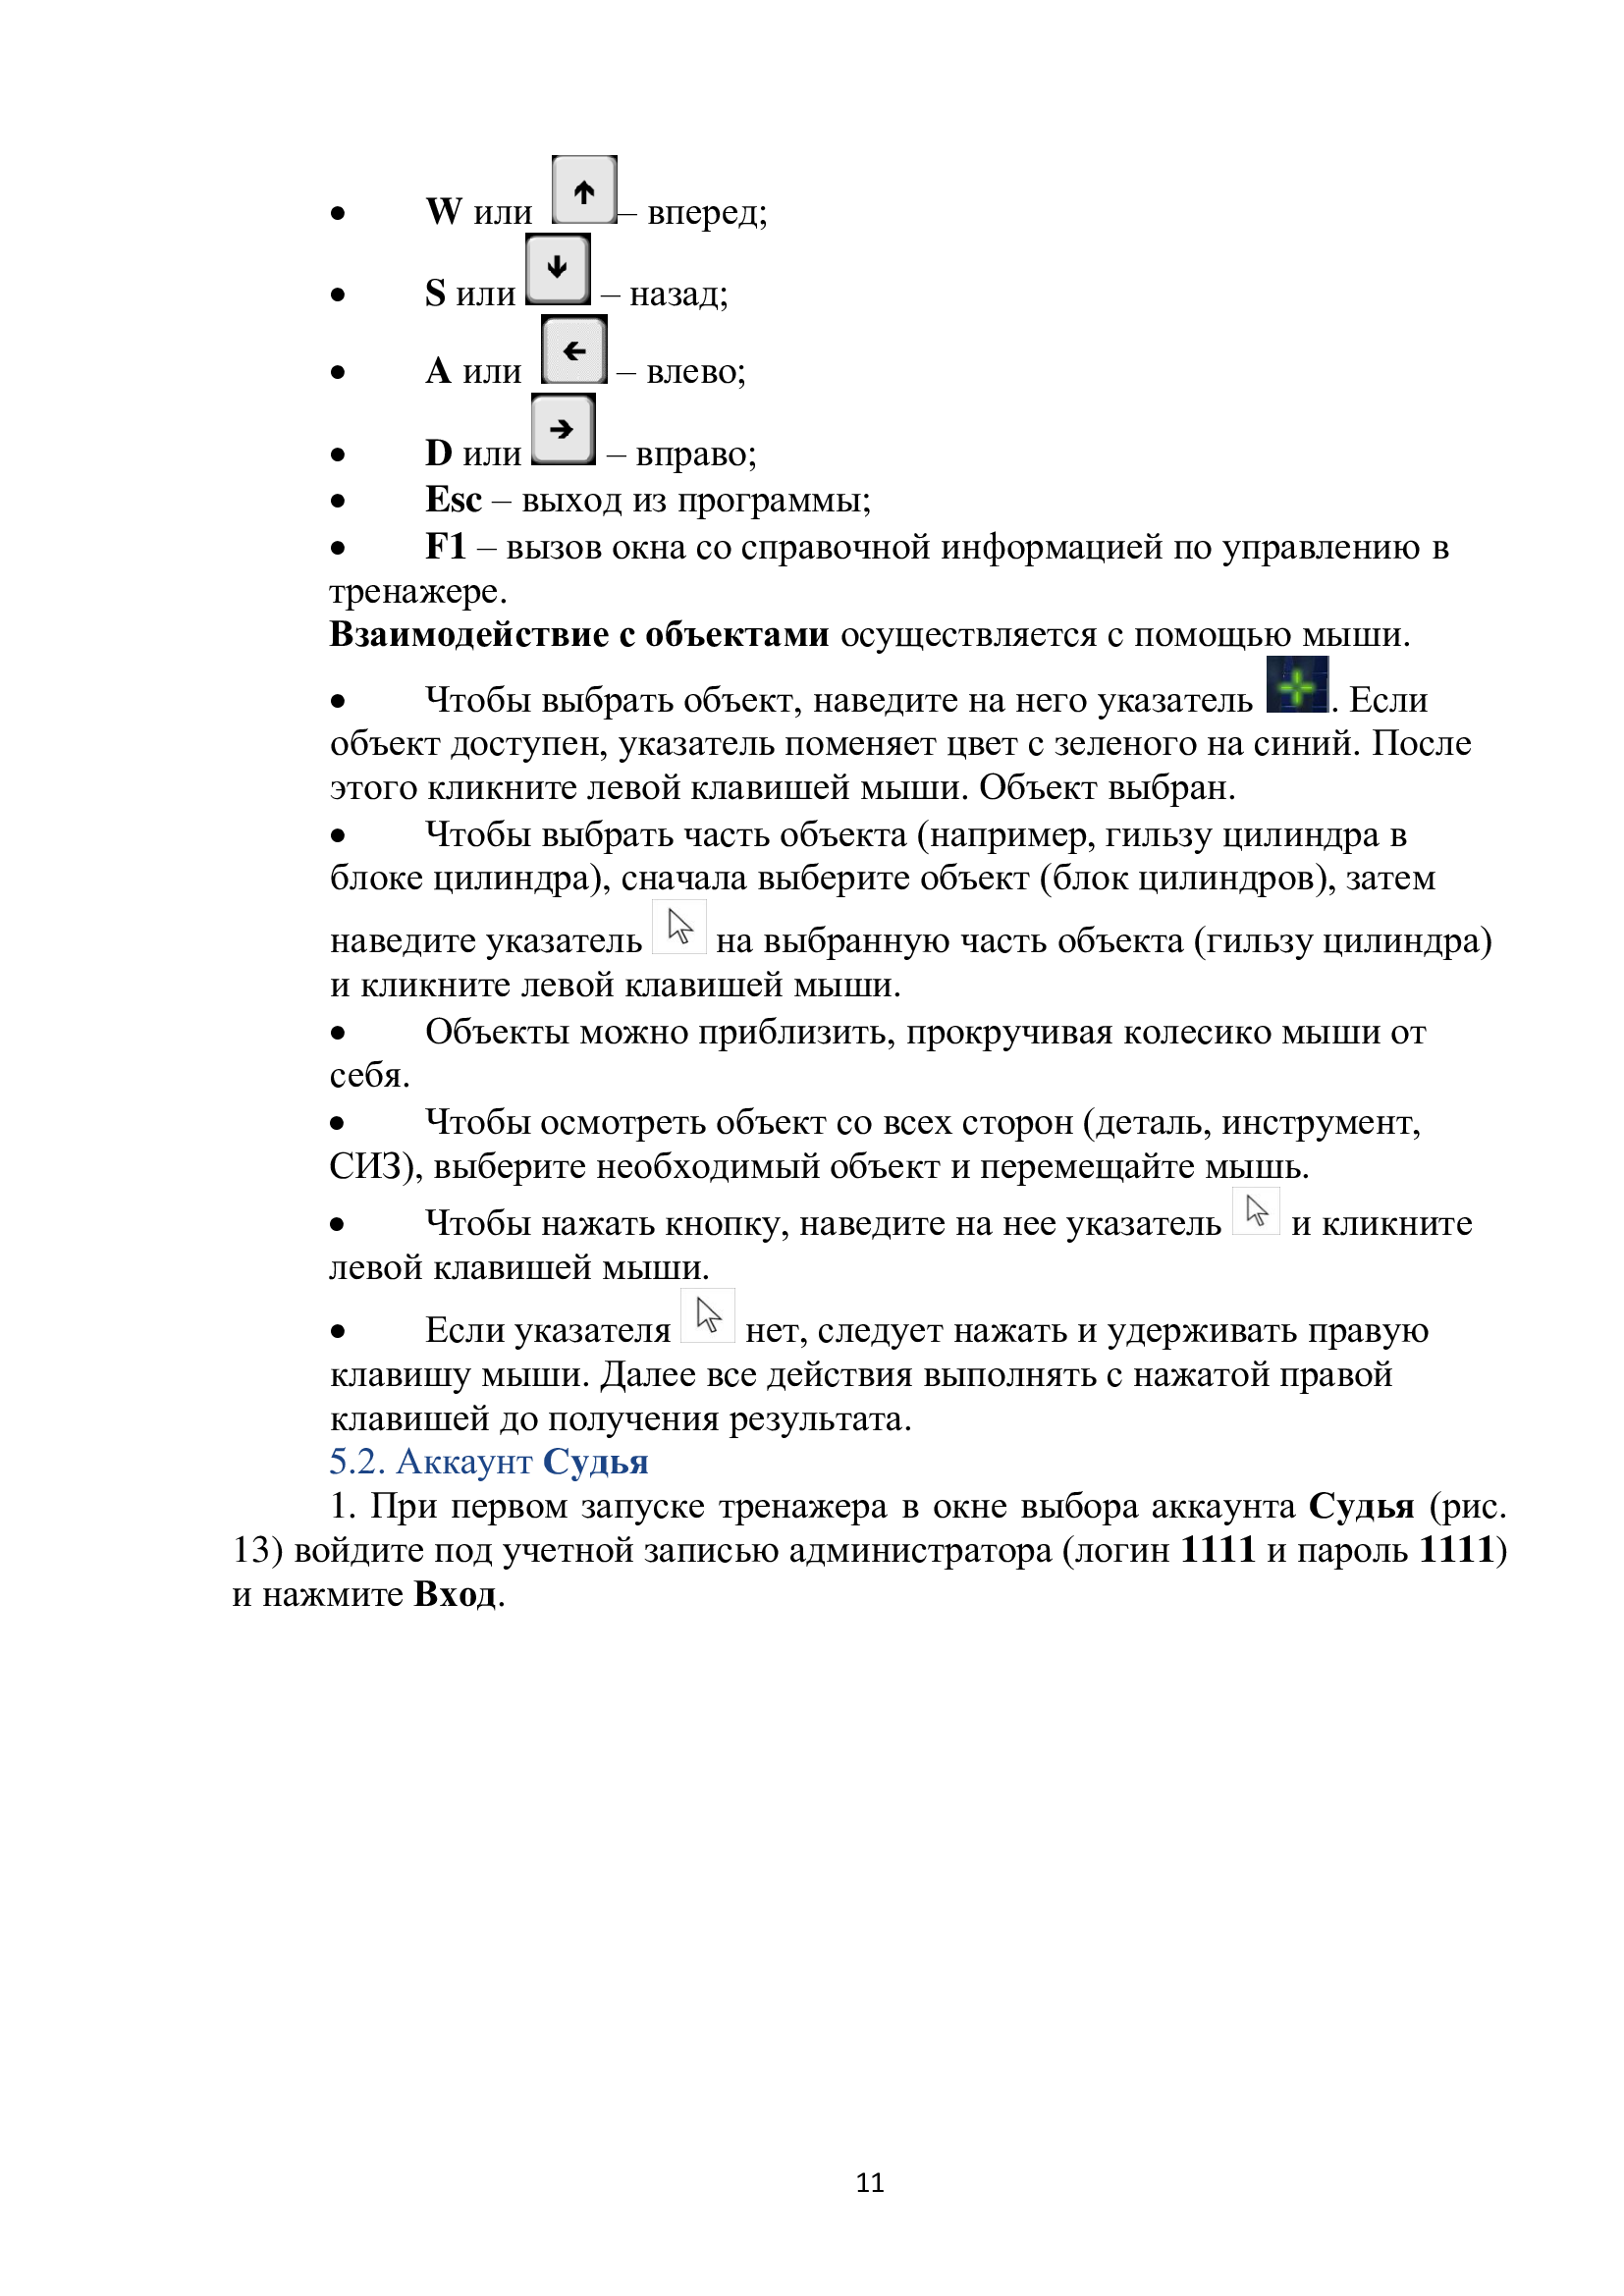 • W или ↑ – вперед;
• S или ↓ – назад;
• A или ← – влево;
• D или → – вправо;
• Esc – выход из программы;
• F1 – вызов окна со справочной информацией по управлению в
тренажере.
Взаимодействие с объектами осуществляется с помощью мыши.
• Чтобы выбрать объект, наведите на него указатель . Если
объект доступен, указатель поменяет цвет с зеленого на синий. После
этого кликните левой клавишей мыши. Объект выбран.
• Чтобы выбрать часть объекта (например, гильзу цилиндра в
блоке цилиндра), сначала выберите объект (блок цилиндров), затем
наведите указатель на выбранную часть объекта (гильзу цилиндра)
и кликните левой клавишей мыши.
• Объекты можно приблизить, прокручивая колесико мыши от
себя.
• Чтобы осмотреть объект со всех сторон (деталь, инструмент,
СИЗ), выберите необходимый объект и перемещайте мышь.
• Чтобы нажать кнопку, наведите на нее указатель и кликните
левой клавишей мыши.
• Если указателя нет, следует нажать и удерживать правую
клавишу мыши. Далее все действия выполнять с нажатой правой
клавишей до получения результата.
5.2. Аккаунт Судья
1. При первом запуске тренажера в окне выбора аккаунта Судья (рис.
13) войдите под учетной записью администратора (логин 1111 и пароль 1111)
и нажмите Вход.
11